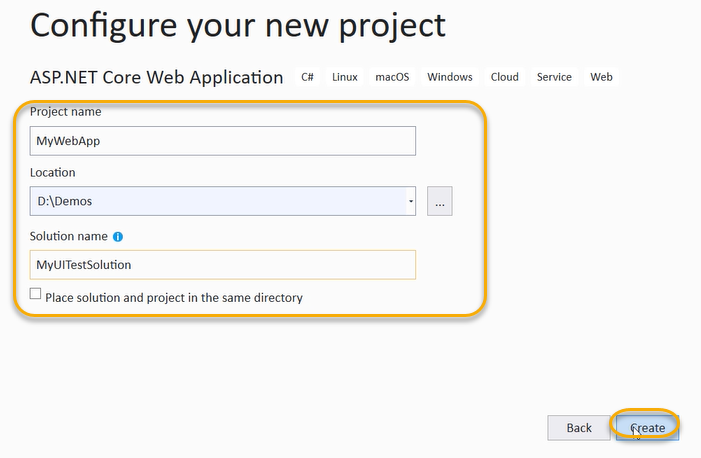 Configure your new project
ASP.NET Core Web Application C# Linux macOS Windows Cloud Service Web
Project name
MyWebApp
Location
D:\Demos
...
Solution name
MyUITestSolution
Place solution and project in the same directory
Back Create